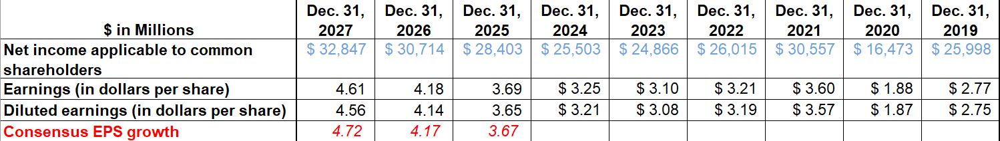 $ in Millions Dec. 31, 2027 Dec. 31, 2026 Dec. 31, 2025 Dec. 31, 2024 Dec. 31, 2023 Dec. 31, 2022 Dec. 31, 2021 Dec. 31, 2020 Dec. 31, 2019
Net income applicable to common shareholders $ 32,847 $ 30,714 $ 28,403 $ 25,503 $ 24,866 $ 26,015 $ 30,557 $ 16,473 $ 25,998
Earnings (in dollars per share) 4.61 4.18 3.69 $ 3.25 $ 3.10 $ 3.21 $ 3.60 $ 1.88 $ 2.77
Diluted earnings (in dollars per share) 4.56 4.14 3.65 $ 3.21 $ 3.08 $ 3.19 $ 3.57 $ 1.87 $ 2.75
Consensus EPS growth 4.72 4.17 3.67